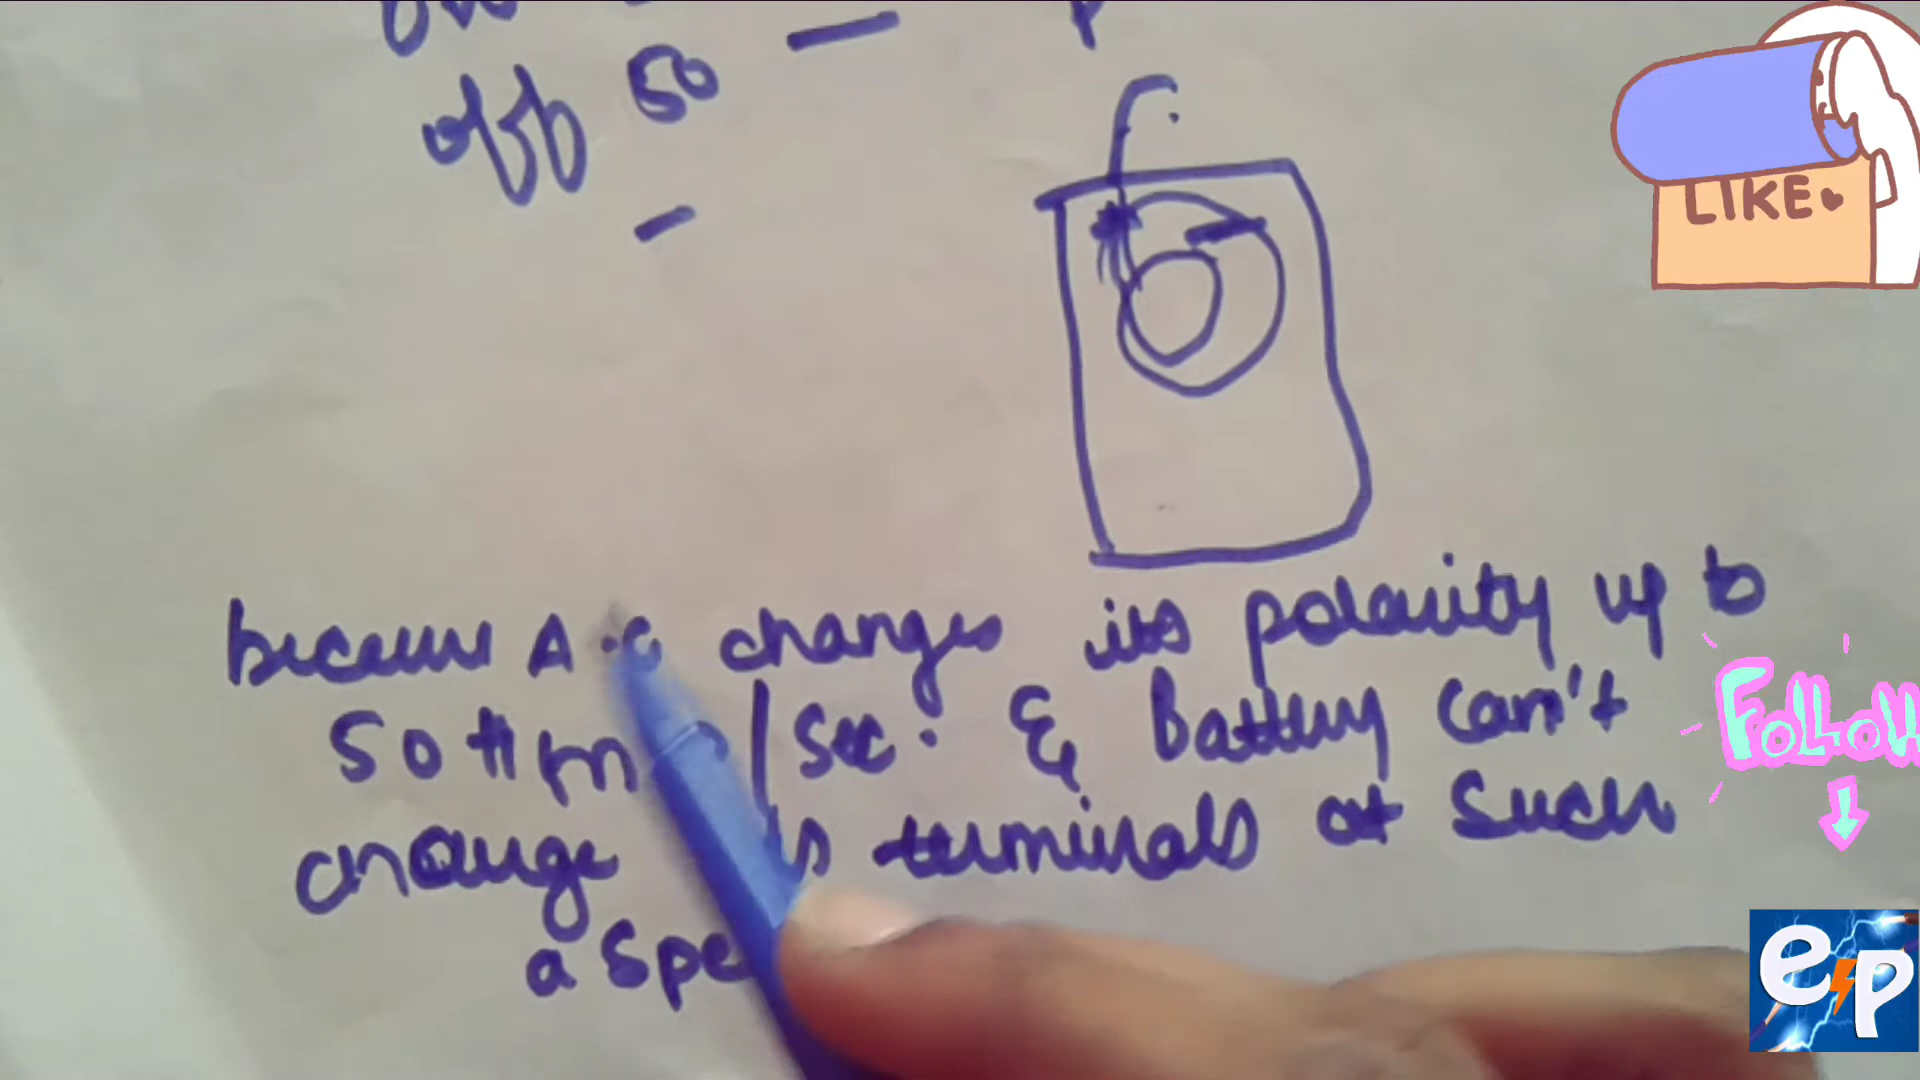 off 50
LIKE
because A.C changes its polarity up to
50 /sec. & Battery can't
change terminals at such
a Spe
FOLLOW
ep